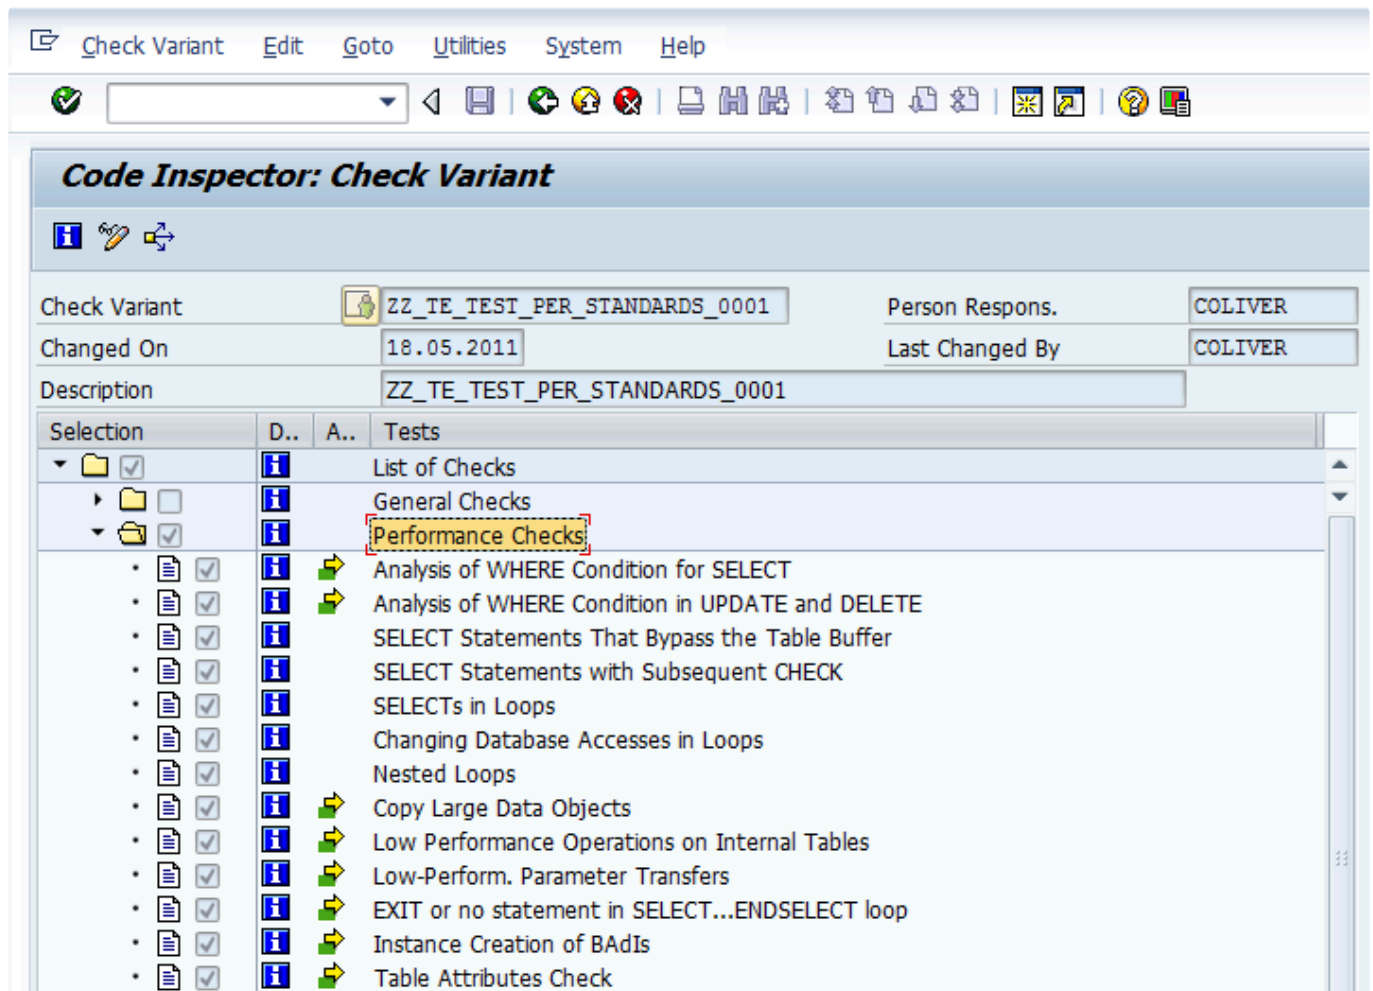 Check Variant Edit Goto Utilities System Help
Code Inspector: Check Variant
Check Variant ZZ_TE_TEST_PER_STANDARDS_0001 Person Respons. COLIVER
Changed On 18.05.2011 Last Changed By COLIVER
Description ZZ_TE_TEST_PER_STANDARDS_0001
Selection D.. A.. Tests
List of Checks
General Checks
Performance Checks
Analysis of WHERE Condition for SELECT
Analysis of WHERE Condition in UPDATE and DELETE
SELECT Statements That Bypass the Table Buffer
SELECT Statements with Subsequent CHECK
SELECTs in Loops
Changing Database Accesses in Loops
Nested Loops
Copy Large Data Objects
Low Performance Operations on Internal Tables
Low-Perform. Parameter Transfers
EXIT or no statement in SELECT...ENDSELECT loop
Instance Creation of BAdIs
Table Attributes Check